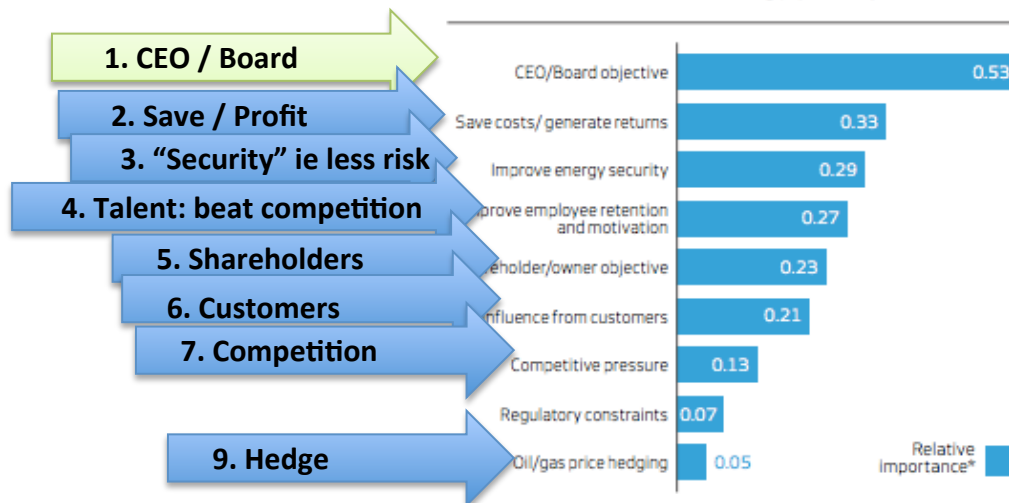 1. CEO / Board
CEO/Board objective
0.53
2. Save / Profit
Save costs/ generate returns
0.33
3. “Security” ie less risk
Improve energy security
0.29
4. Talent: beat competition
prove employee retention
and motivation
0.27
5. Shareholders
reholder/owner objective
0.23
6. Customers
nfluence from customers
0.21
7. Competition
Competitive pressure
0.13
Regulatory constraints
0.07
9. Hedge
Oil/gas price hedging
0.05
Relative
importance*